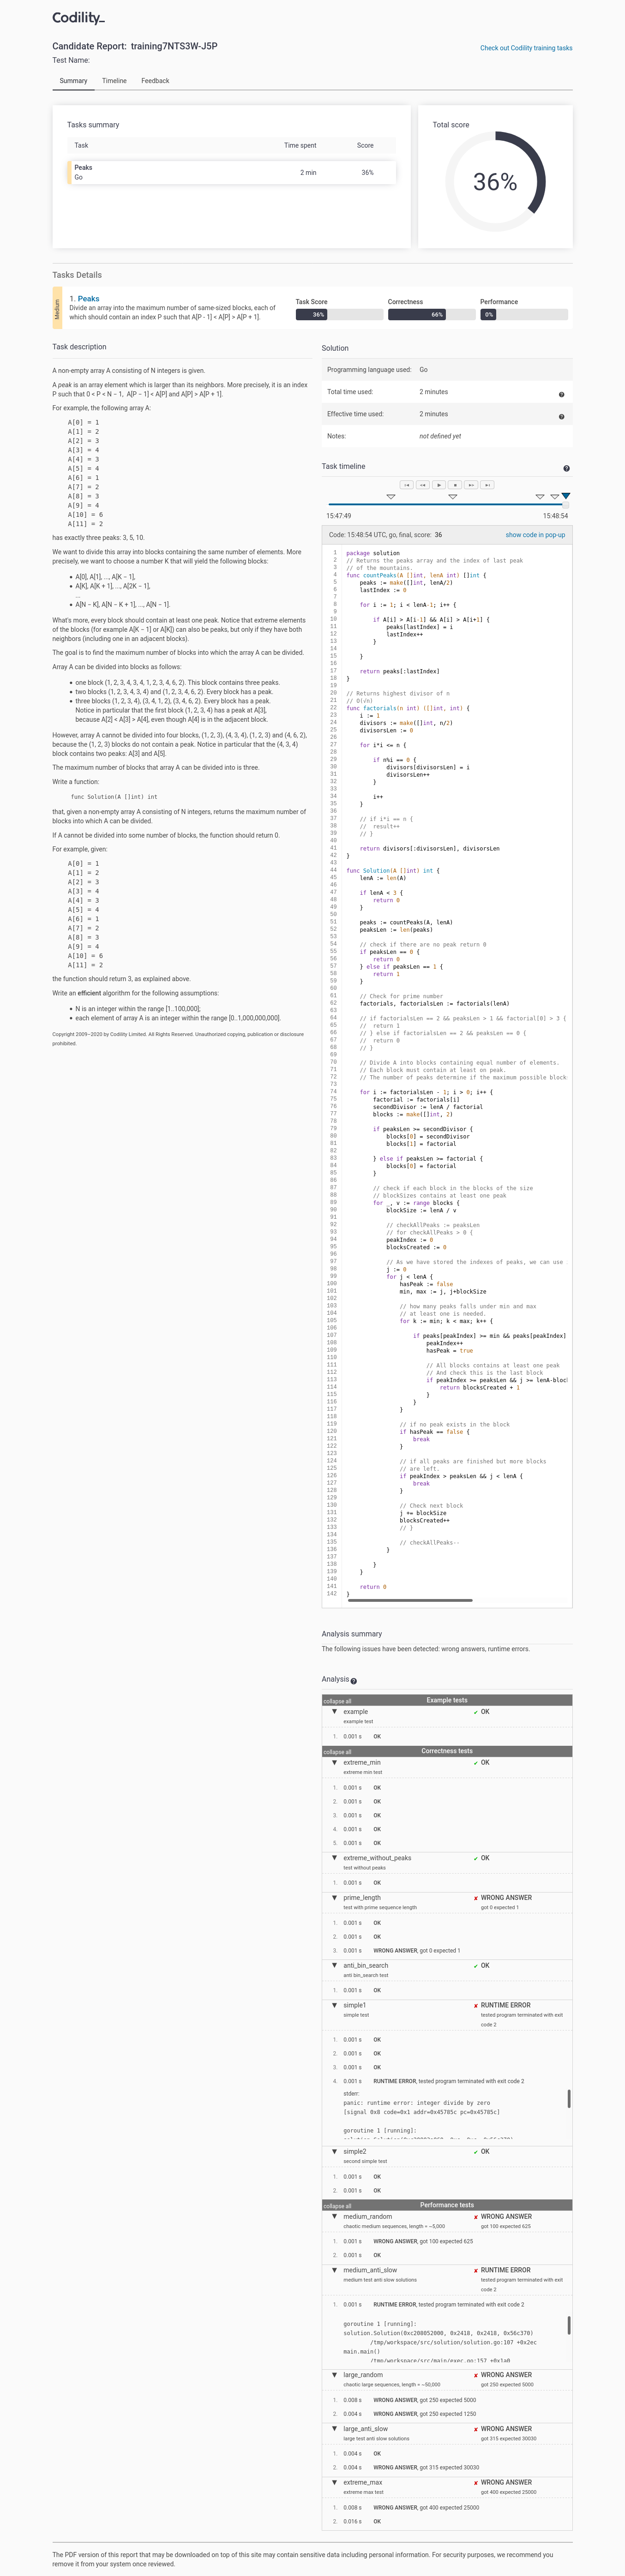 Codility_
Candidate Report: training7NTS3W-J5P
Check out Codility training tasks
Test Name:
Summary Timeline Feedback
Tasks summary
Task Time spent Score
Peaks
Go
2 min 36%
Total score
36%
Tasks Details
Medium
1. Peaks
Divide an array into the maximum number of same-sized blocks, each of
which should contain an index P such that A[P - 1] < A[P] > A[P + 1].
Task Score
36%
Correctness
66%
Performance
0%
Task description
A non-empty array A consisting of N integers is given.
A peak is an array element which is larger than its neighbors. More precisely, it is an index
P such that 0 < P < N − 1, A[P − 1] < A[P] and A[P] > A[P + 1].
For example, the following array A:
A[0] = 1
A[1] = 2
A[2] = 3
A[3] = 4
A[4] = 3
A[5] = 4
A[6] = 1
A[7] = 2
A[8] = 3
A[9] = 4
A[10] = 6
A[11] = 2
has exactly three peaks: 3, 5, 10.
We want to divide this array into blocks containing the same number of elements. More
precisely, we want to choose a number K that will yield the following blocks:
• A[0], A[1], ..., A[K − 1],
• A[K], A[K + 1], ..., A[2K − 1],
...
• A[N − K], A[N − K + 1], ..., A[N − 1].
What's more, every block should contain at least one peak. Notice that extreme elements
of the blocks (for example A[K − 1] or A[K]) can also be peaks, but only if they have both
neighbors (including one in an adjacent blocks).
The goal is to find the maximum number of blocks into which the array A can be divided.
Array A can be divided into blocks as follows:
• one block (1, 2, 3, 4, 3, 4, 1, 2, 3, 4, 6, 2). This block contains three peaks.
• two blocks (1, 2, 3, 4, 3, 4) and (1, 2, 3, 4, 6, 2). Every block has a peak.
• three blocks (1, 2, 3, 4), (3, 4, 1, 2), (3, 4, 6, 2). Every block has a peak.
Notice in particular that the first block (1, 2, 3, 4) has a peak at A[3],
because A[2] < A[3] > A[4], even though A[4] is in the adjacent block.
However, array A cannot be divided into four blocks, (1, 2, 3), (4, 3, 4), (1, 2, 3) and (4, 6, 2),
because the (1, 2, 3) blocks do not contain a peak. Notice in particular that the (4, 3, 4)
block contains two peaks: A[3] and A[5].
The maximum number of blocks that array A can be divided into is three.
Write a function:
func Solution(A []int) int
that, given a non-empty array A consisting of N integers, returns the maximum number of
blocks into which A can be divided.
If A cannot be divided into some number of blocks, the function should return 0.
For example, given:
A[0] = 1
A[1] = 2
A[2] = 3
A[3] = 4
A[4] = 3
A[5] = 4
A[6] = 1
A[7] = 2
A[8] = 3
A[9] = 4
A[10] = 6
A[11] = 2
the function should return 3, as explained above.
Write an efficient algorithm for the following assumptions:
• N is an integer within the range [1..100,000];
• each element of array A is an integer within the range [0..1,000,000,000].
Copyright 2009–2020 by Codility Limited. All Rights Reserved. Unauthorized copying, publication or disclosure
prohibited.
Solution
Programming language used: Go
Total time used: 2 minutes
Effective time used: 2 minutes
Notes: not defined yet
Task timeline
15:47:49 15:48:54
Code: 15:48:54 UTC, go, final, score: 36
show code in pop-up
1 package solution
2 // Returns the peaks array and the index of last peak
3 // of the mountains.
4 func countPeaks(A []int, lenA int) []int {
5 peaks := make([]int, lenA/2)
6 lastIndex := 0
7
8 for i := 1; i < lenA-1; i++ {
9
10 if A[i] > A[i-1] && A[i] > A[i+1] {
11 peaks[lastIndex] = i
12 lastIndex++
13 }
14
15 }
16
17 return peaks[:lastIndex]
18 }
19
20 // Returns highest divisor of n
21 // O(√n)
22 func factorials(n int) ([]int, int) {
23 i := 1
24 divisors := make([]int, n/2)
25 divisorsLen := 0
26
27 for i*i <= n {
28
29 if n%i == 0 {
30 divisors[divisorsLen] = i
31 divisorsLen++
32 }
33
34 i++
35 }
36
37 // if i*i == n {
38 // result++
39 // }
40
41 return divisors[:divisorsLen], divisorsLen
42 }
43
44 func Solution(A []int) int {
45 lenA := len(A)
46
47 if lenA < 3 {
48 return 0
49 }
50
51 peaks := countPeaks(A, lenA)
52 peaksLen := len(peaks)
53
54 // check if there are no peak return 0
55 if peaksLen == 0 {
56 return 0
57 } else if peaksLen == 1 {
58 return 1
59 }
60
61 // Check for prime number
62 factorials, factorialsLen := factorials(lenA)
63
64 // if factorialsLen == 2 && peaksLen > 1 && factorial[0] > 3 {
65 // return 1
66 // } else if factorialsLen == 2 && peaksLen == 0 {
67 // return 0
68 // }
69
70 // Divide A into blocks containing equal number of elements.
71 // Each block must contain at least on peak.
72 // The number of peaks determine if the maximum possible block
73
74 for i := factorialsLen - 1; i > 0; i++ {
75 factorial := factorials[i]
76 secondDivisor := lenA / factorial
77 blocks := make([]int, 2)
78
79 if peaksLen >= secondDivisor {
80 blocks[0] = secondDivisor
81 blocks[1] = factorial
82
83 } else if peaksLen >= factorial {
84 blocks[0] = factorial
85 }
86
87 // check if each block in the blocks of the size
88 // blockSizes contains at least one peak
89 for _, v := range blocks {
90 blockSize := lenA / v
91
92 // checkAllPeaks := peaksLen
93 // for checkAllPeaks > 0 {
94 peakIndex := 0
95 blocksCreated := 0
96
97 // As we have stored the indexes of peaks, we can use
98 j := 0
99 for j < lenA {
100 hasPeak := false
101 min, max := j, j+blockSize
102
103 // how many peaks falls under min and max
104 // at least one is needed.
105 for k := min; k < max; k++ {
106
107 if peaks[peakIndex] >= min && peaks[peakIndex]
108 peakIndex++
109 hasPeak = true
110
111 // All blocks contains at least one peak
112 // And check this is the last block
113 if peakIndex >= peaksLen && j >= lenA-bloc
114 return blocksCreated + 1
115 }
116 }
117 }
118
119 // if no peak exists in the block
120 if hasPeak == false {
121 break
122 }
123
124 // if all peaks are finished but more blocks
125 // are left.
126 if peakIndex > peaksLen && j < lenA {
127 break
128 }
129
130 // Check next block
131 j += blockSize
132 blocksCreated++
133 // }
134
135 // checkAllPeaks--
136 }
137
138 }
139 }
140
141 return 0
142 }
Analysis summary
The following issues have been detected: wrong answers, runtime errors.
Analysis
collapse all Example tests
example ✔ OK
example test
1. 0.001 s OK
collapse all Correctness tests
extreme_min ✔ OK
extreme min test
1. 0.001 s OK
2. 0.001 s OK
3. 0.001 s OK
4. 0.001 s OK
5. 0.001 s OK
extreme_without_peaks ✔ OK
test without peaks
1. 0.001 s OK
prime_length ✘ WRONG ANSWER
test with prime sequence length got 0 expected 1
1. 0.001 s OK
2. 0.001 s OK
3. 0.001 s WRONG ANSWER, got 0 expected 1
anti_bin_search ✔ OK
anti bin_search test
1. 0.001 s OK
simple1 ✘ RUNTIME ERROR
simple test tested program terminated with exit
code 2
1. 0.001 s OK
2. 0.001 s OK
3. 0.001 s OK
4. 0.001 s RUNTIME ERROR, tested program terminated with exit code 2
stderr:
panic: runtime error: integer divide by zero
[signal 0x8 code=0x1 addr=0x45785c pc=0x45785c]
goroutine 1 [running]:
simple2 ✔ OK
second simple test
1. 0.001 s OK
2. 0.001 s OK
collapse all Performance tests
medium_random ✘ WRONG ANSWER
chaotic medium sequences, length = ~5,000 got 100 expected 625
1. 0.001 s WRONG ANSWER, got 100 expected 625
2. 0.001 s OK
medium_anti_slow ✘ RUNTIME ERROR
medium test anti slow solutions tested program terminated with exit
code 2
1. 0.001 s RUNTIME ERROR, tested program terminated with exit code 2
goroutine 1 [running]:
solution.Solution(0xc208052000, 0x2418, 0x2418, 0x56c370)
/tmp/workspace/src/solution/solution.go:107 +0x2ec
main.main()
/tmp/workspace/src/main/exec.go:157 +0x1a0
large_random ✘ WRONG ANSWER
chaotic large sequences, length = ~50,000 got 250 expected 5000
1. 0.008 s WRONG ANSWER, got 250 expected 5000
2. 0.004 s WRONG ANSWER, got 250 expected 1250
large_anti_slow ✘ WRONG ANSWER
large test anti slow solutions got 315 expected 30030
1. 0.004 s OK
2. 0.004 s WRONG ANSWER, got 315 expected 30030
extreme_max ✘ WRONG ANSWER
extreme max test got 400 expected 25000
1. 0.008 s WRONG ANSWER, got 400 expected 25000
2. 0.016 s OK
The PDF version of this report that may be downloaded on top of this site may contain sensitive data including personal information. For security purposes, we recommend you
remove it from your system once reviewed.